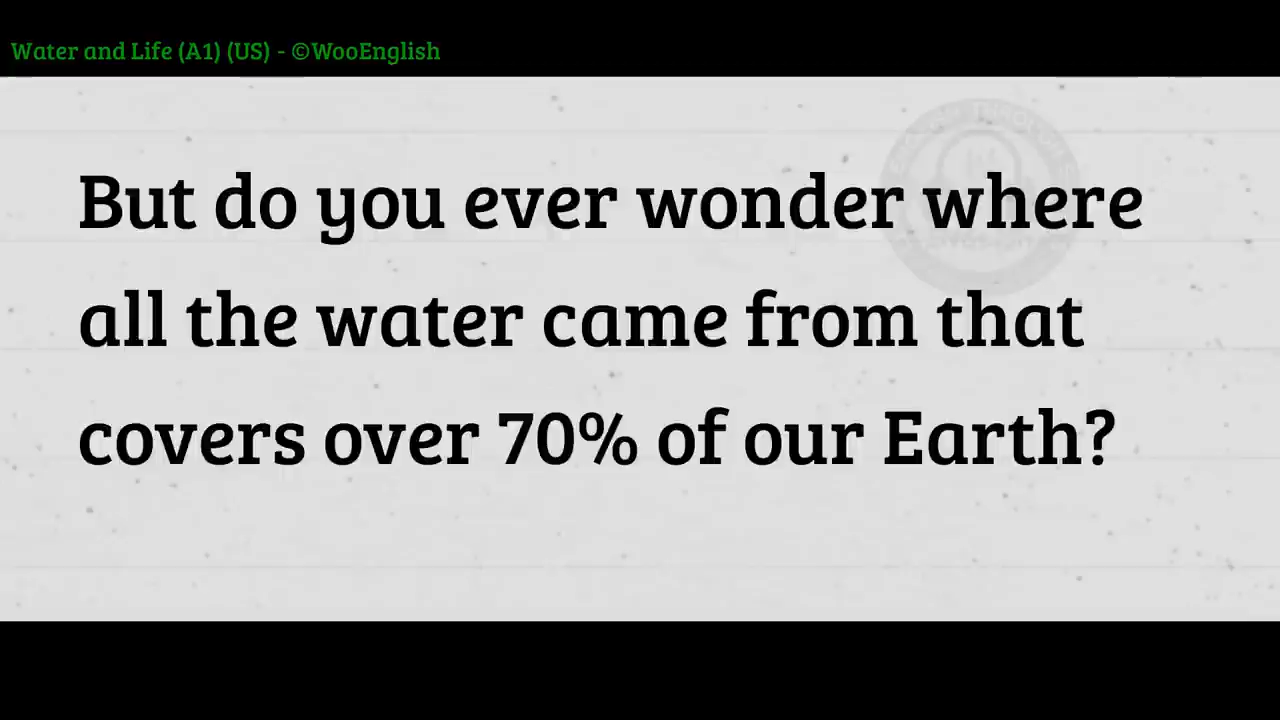 Water and Life (A1) (US) - ©WooEnglish
But do you ever wonder where
all the water came from that
covers over 70% of our Earth?